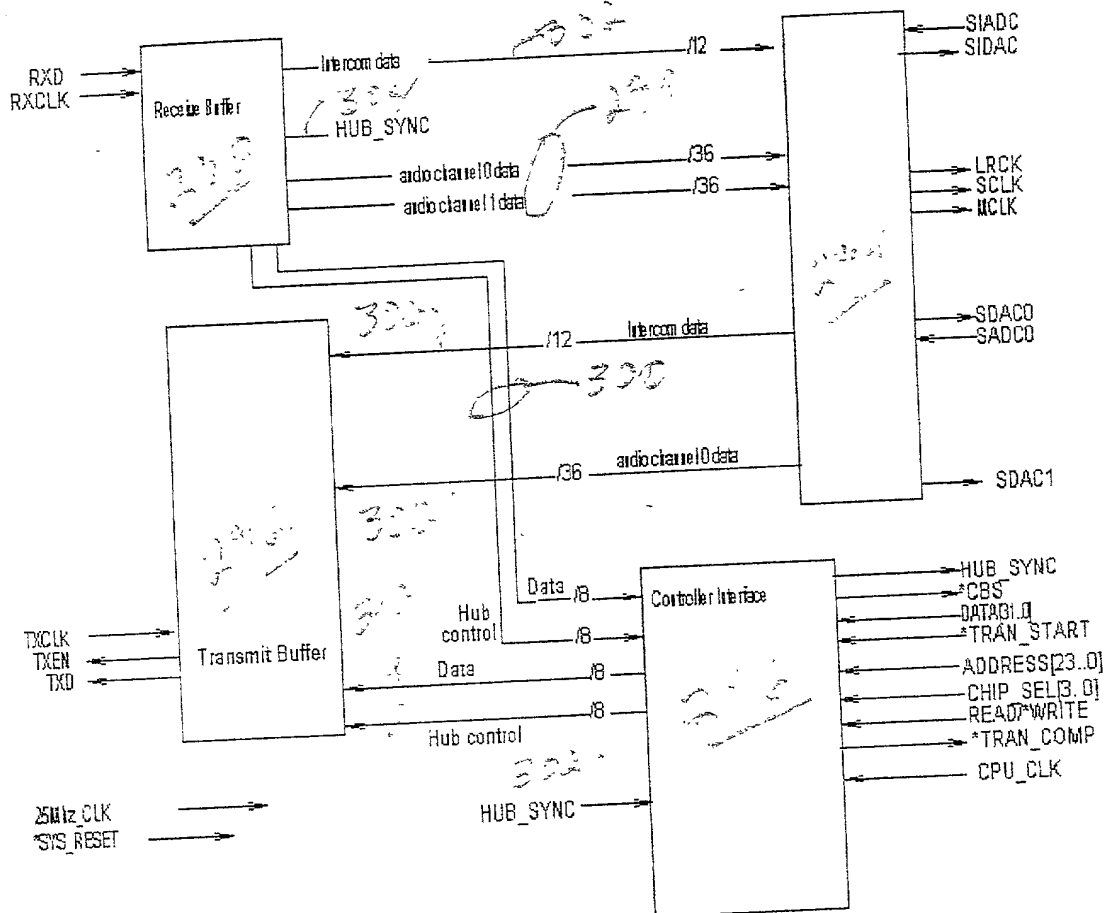 RXD
RXCLK
Receive Buffer
Intercom data
/12
HUB_SYNC
audio channel 0 data
/36
audio channel 1 data
/36
SIADC
SIDAC
LRCK
SCLK
MCLK
SDAC0
SADC0
SDAC1
/12
Intercom data
300
/36
audio channel 0 data
TXCLK
TXEN
TXD
Transmit Buffer
Data
/8
Hub
control
/8
Data
/8
Hub control
/8
HUB_SYNC
Controller Interface
HUB_SYNC
*CBS
DATA[31..0]
*TRAN_START
ADDRESS[23..0]
CHIP_SEL[3..0]
READ/*WRITE
*TRAN_COMP
CPU_CLK
25Mhz_CLK
*SYS_RESET